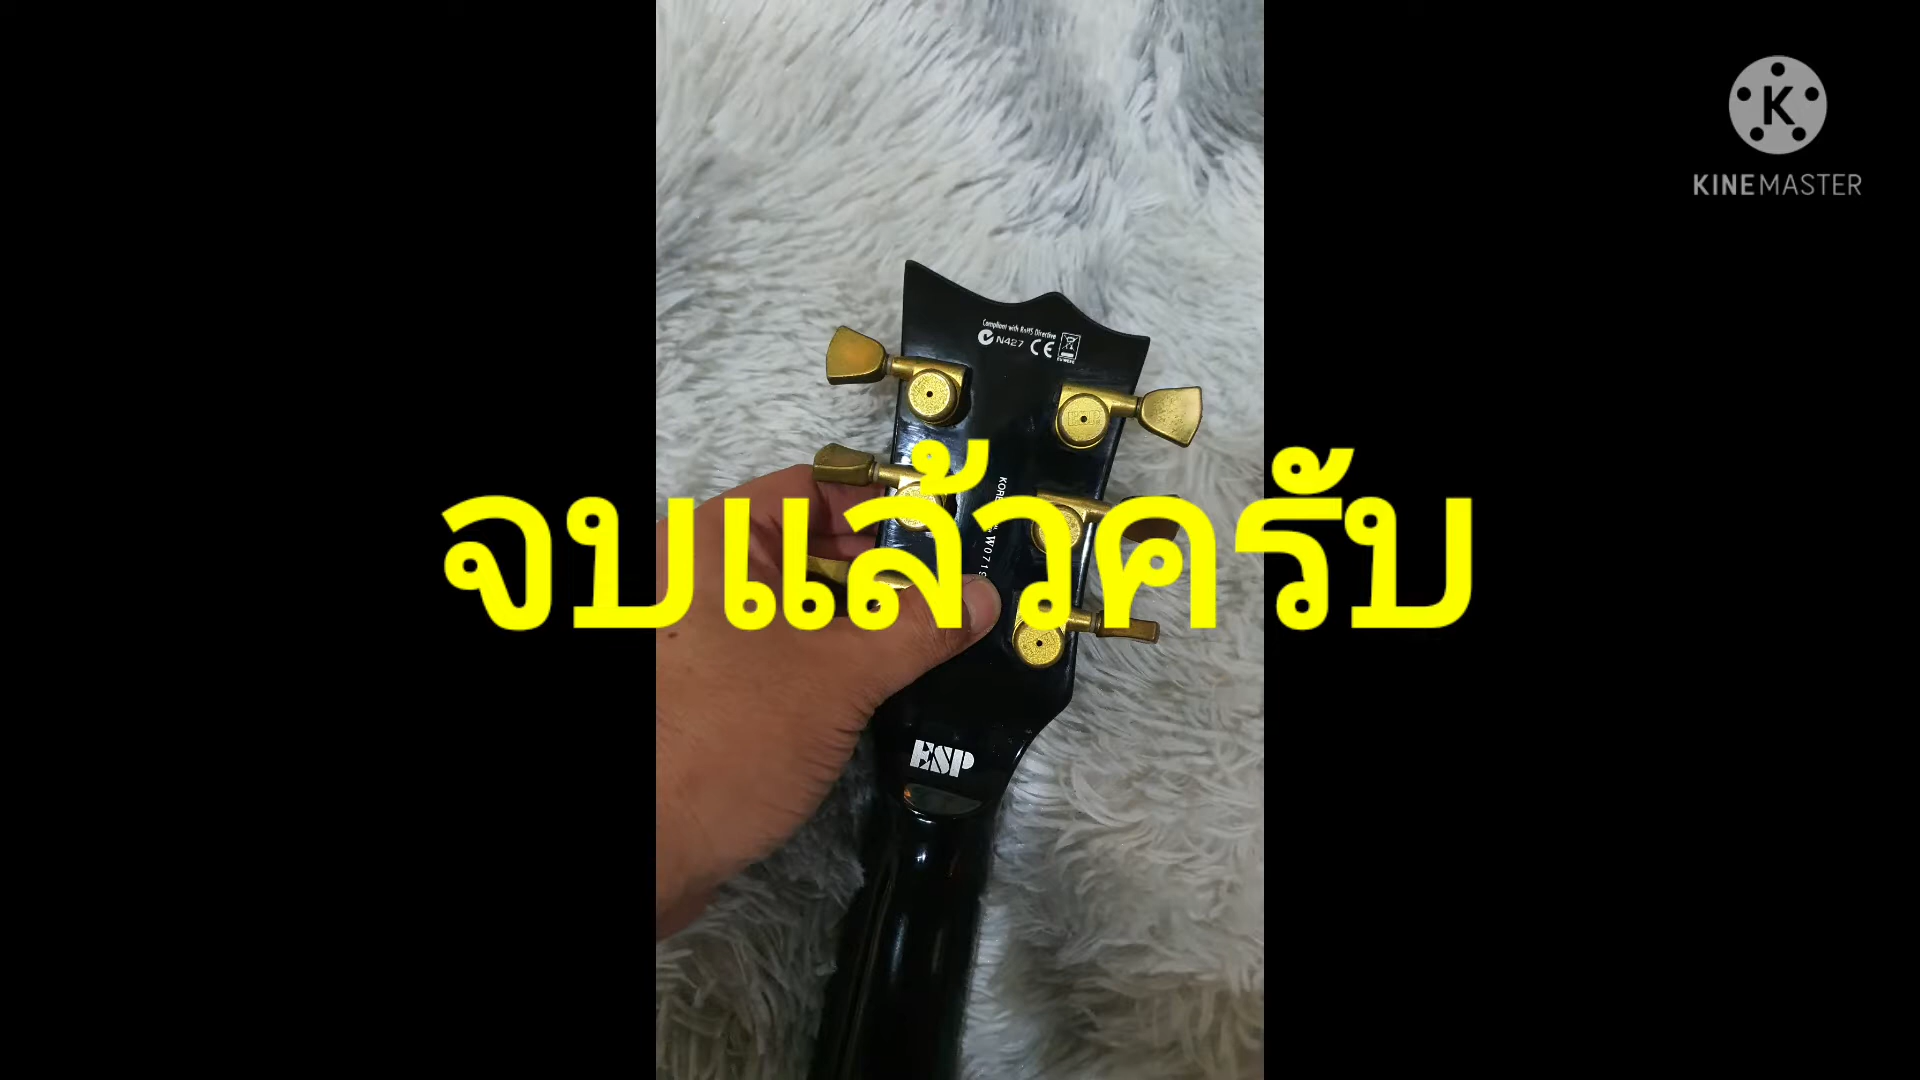 KINEMASTER
Compliant with RoHS Directive
N427 CE
จบแล้วครับ
ESP